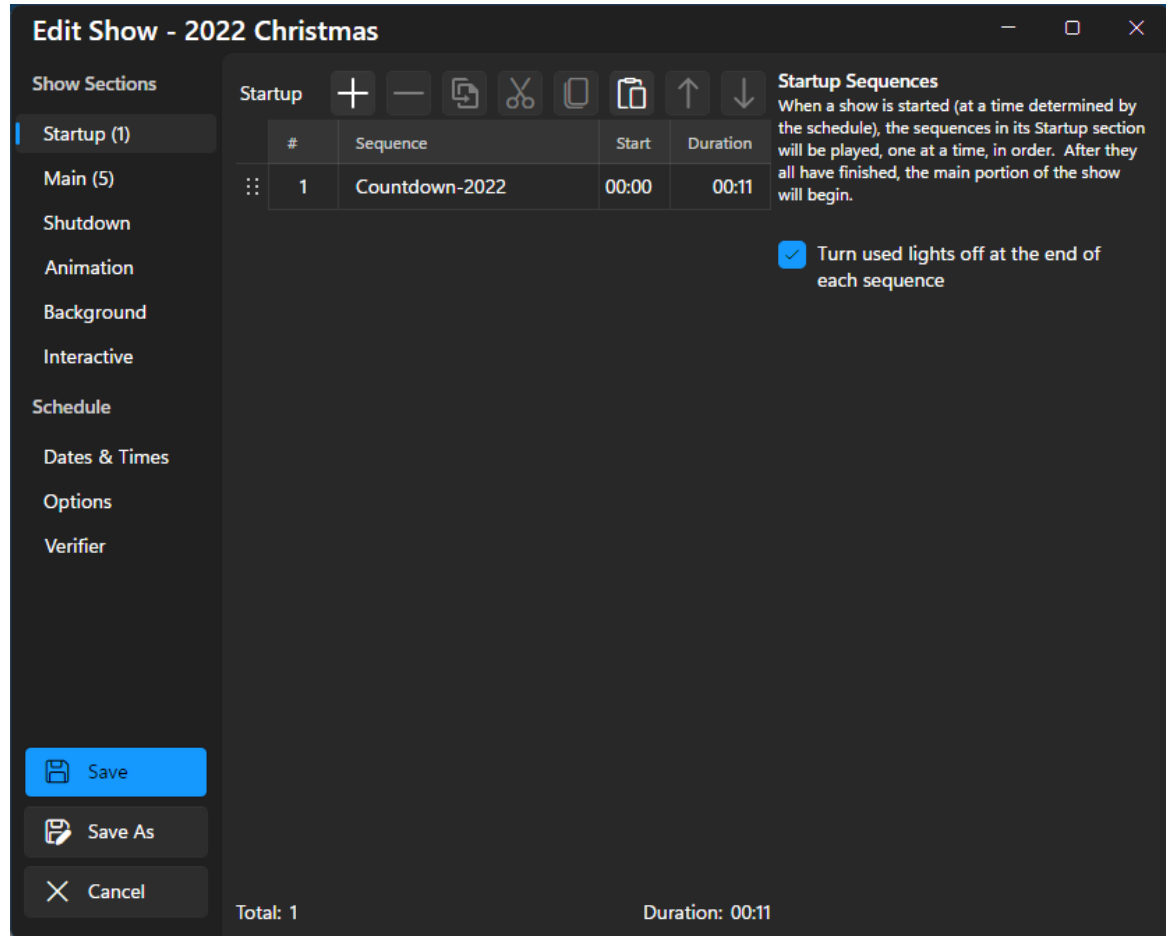 Edit Show - 2022 Christmas
Show Sections
Startup (1)
Main (5)
Shutdown
Animation
Background
Interactive
Schedule
Dates & Times
Options
Verifier
Save
Save As
Cancel
Startup
# Sequence Start Duration
1 Countdown-2022 00:00 00:11
Total: 1 Duration: 00:11
Startup Sequences
When a show is started (at a time determined by
the schedule), the sequences in its Startup section
will be played, one at a time, in order. After they
all have finished, the main portion of the show
will begin.
Turn used lights off at the end of
each sequence